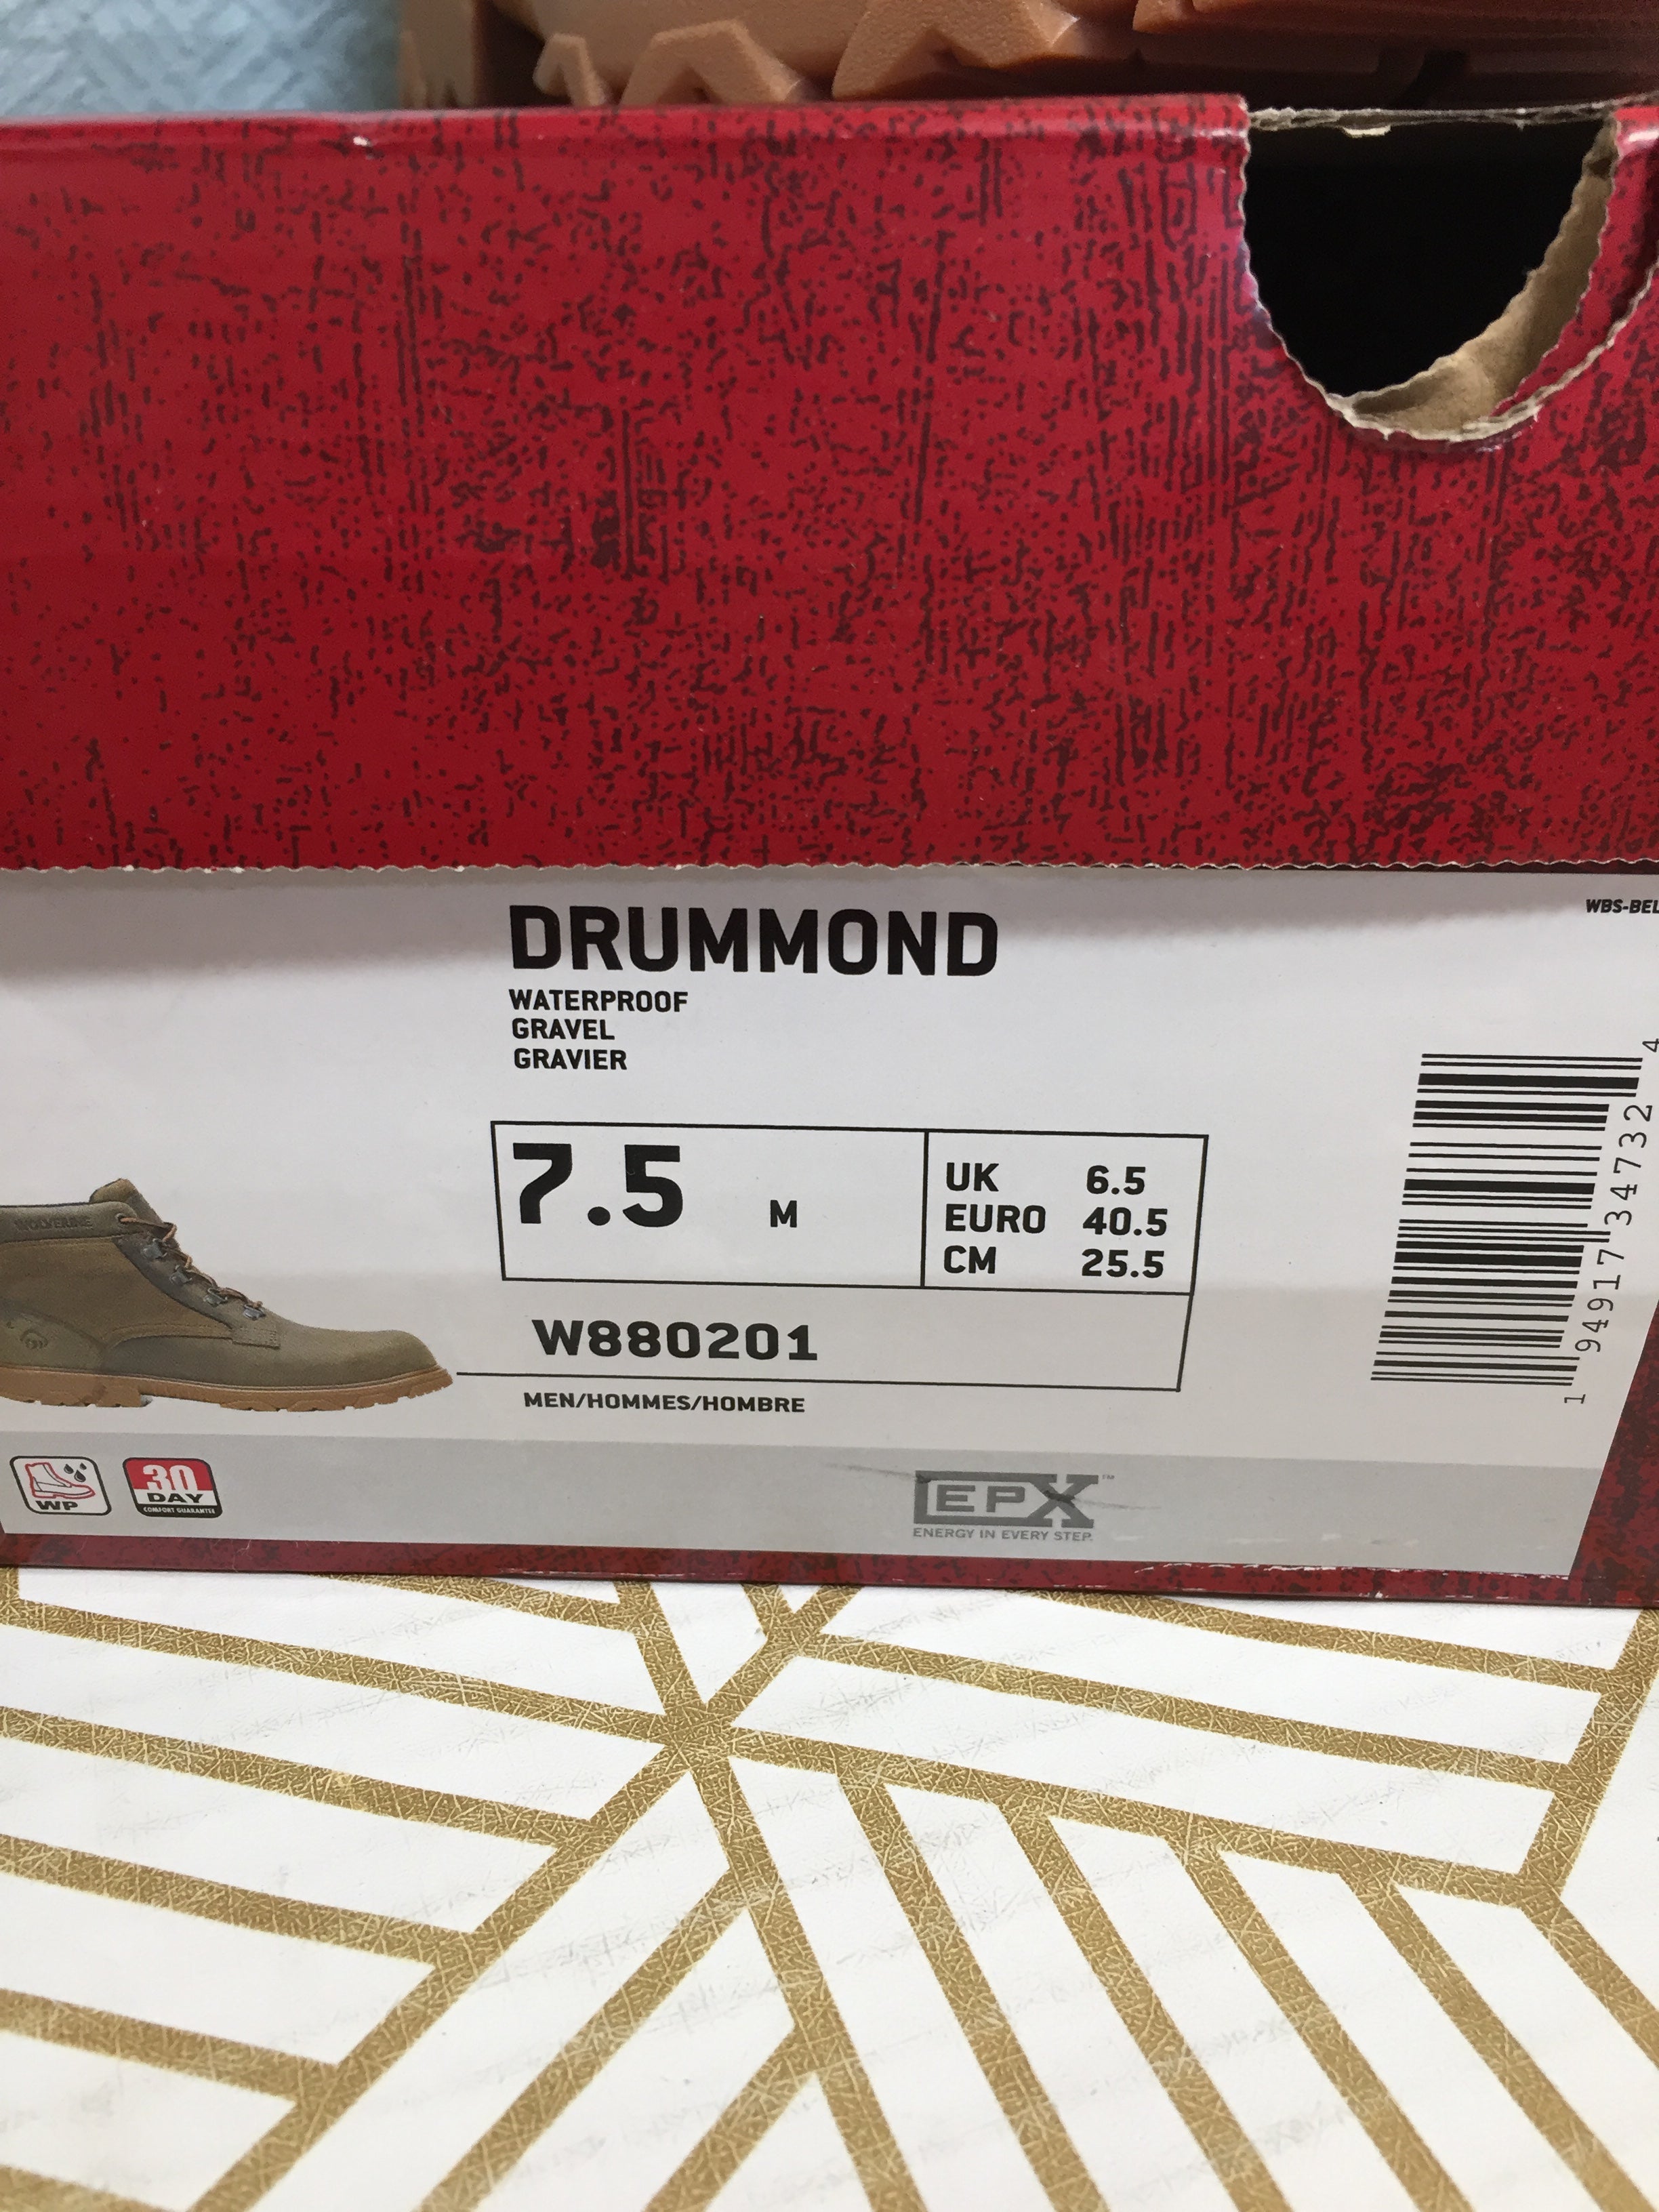 WBS-BEL
DRUMMOND
WATERPROOF
GRAVEL
GRAVIER
7.5 M
UK 6.5
EURO 40.5
CM 25.5
W880201
MEN/HOMMES/HOMBRE
WOLVERINE
1 94917 34732 4
WP
30
DAY
COMFORT GUARANTEE
EPX™
ENERGY IN EVERY STEP.